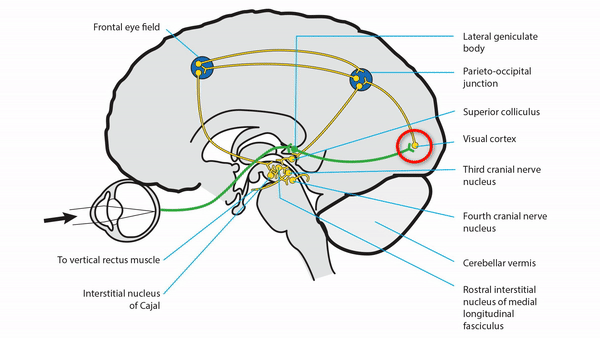 Frontal eye field
Lateral geniculate
body
Parieto-occipital
junction
Superior colliculus
Visual cortex
Third cranial nerve
nucleus
Fourth cranial nerve
nucleus
To vertical rectus muscle
Cerebellar vermis
Interstitial nucleus
of Cajal
Rostral interstitial
nucleus of medial
longitudinal
fasciculus